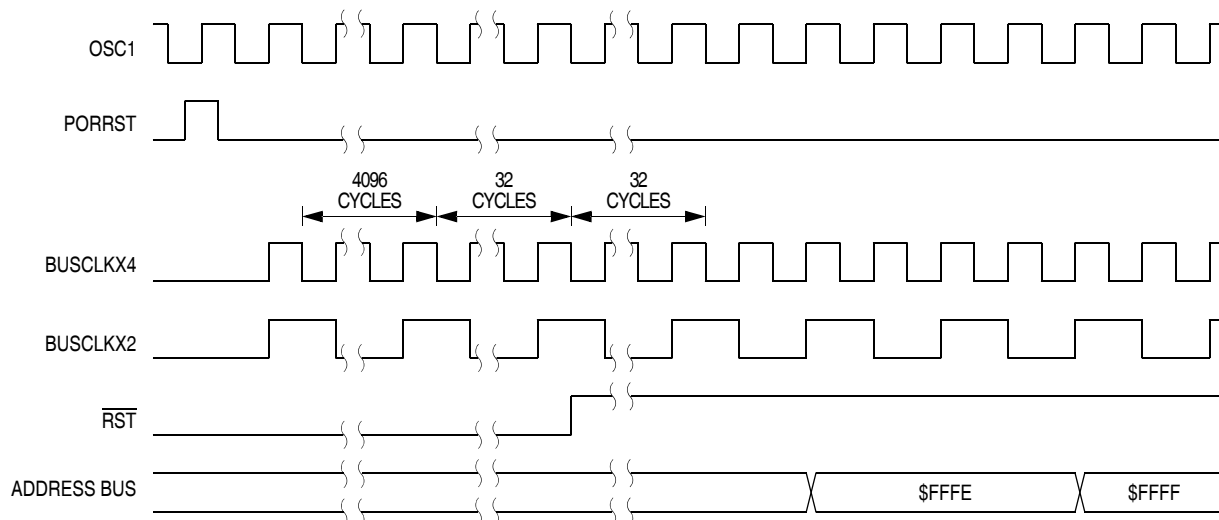 OSC1
PORRST
4096
CYCLES
32
CYCLES
32
CYCLES
BUSCLKX4
BUSCLKX2
RST
ADDRESS BUS
$FFFE
$FFFF